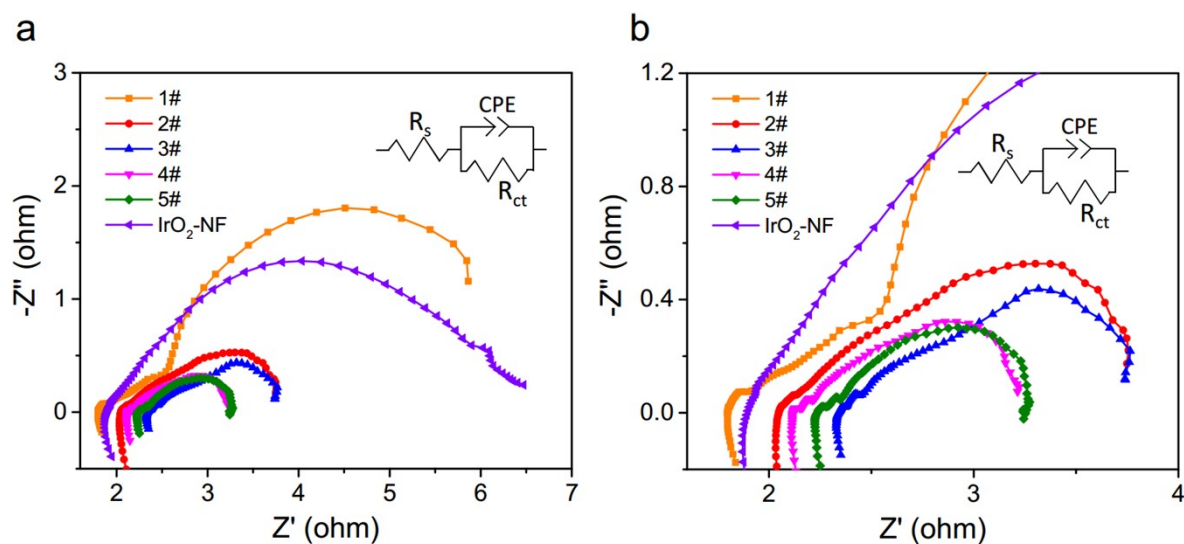 a
3
2
1
0
-Z" (ohm)
2
3
4
5
6
7
Z' (ohm)
1#
2#
3#
4#
5#
IrO₂-NF
Rₛ
CPE
R_ct
b
1.2
0.8
0.4
0.0
-Z" (ohm)
2
3
4
Z' (ohm)
1#
2#
3#
4#
5#
IrO₂-NF
Rₛ
CPE
R_ct